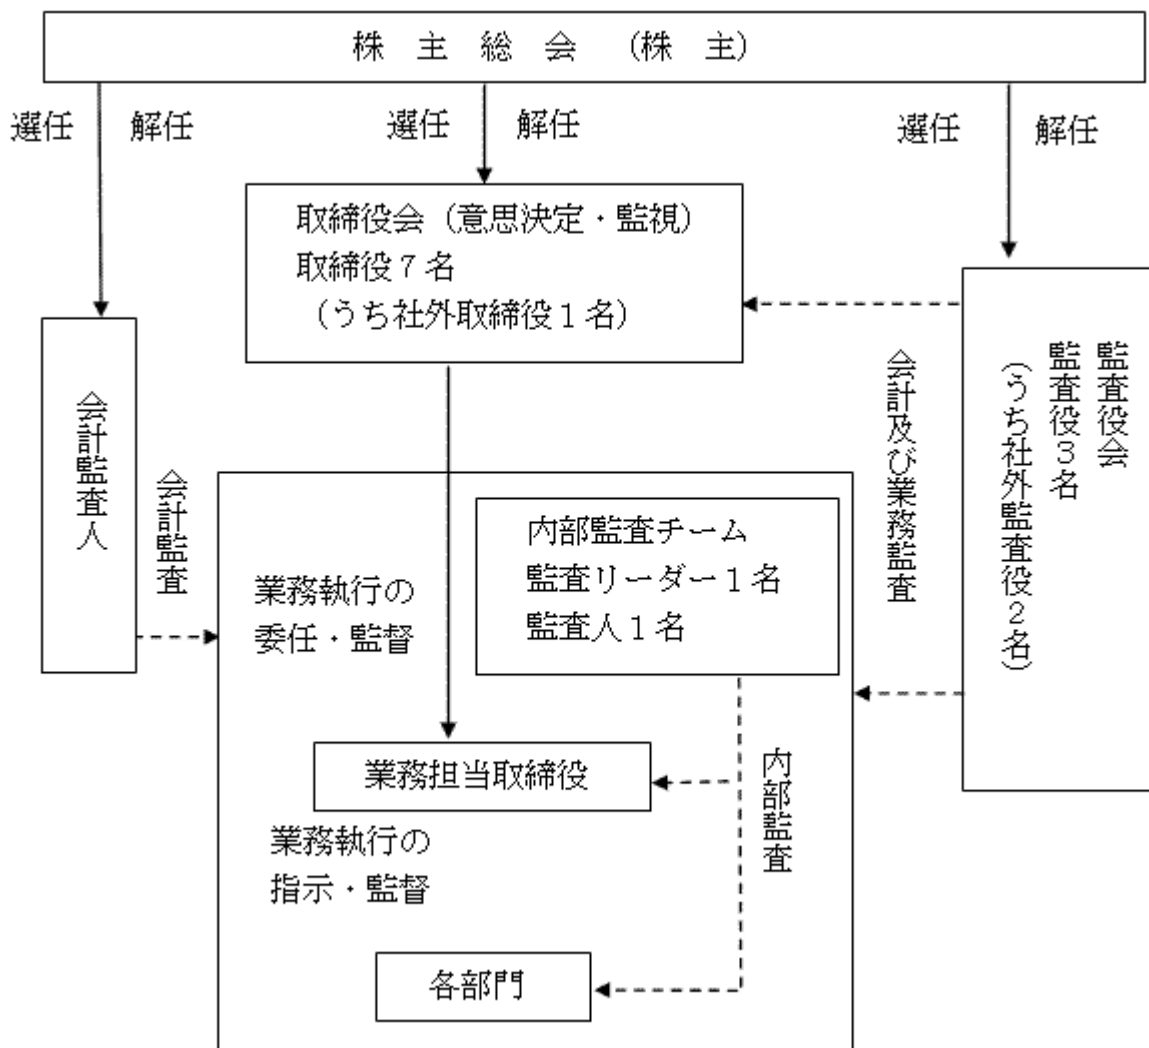 株 主 総 会 （株 主）
選任
解任
選任
解任
選任
解任
取締役会（意思決定・監視）
取締役７名
（うち社外取締役１名）
会計監査人
会計監査
監査役会
監査役３名
（うち社外監査役２名）
会計及び業務監査
内部監査チーム
監査リーダー１名
監査人１名
業務執行の
委任・監督
業務担当取締役
内部監査
業務執行の
指示・監督
各部門